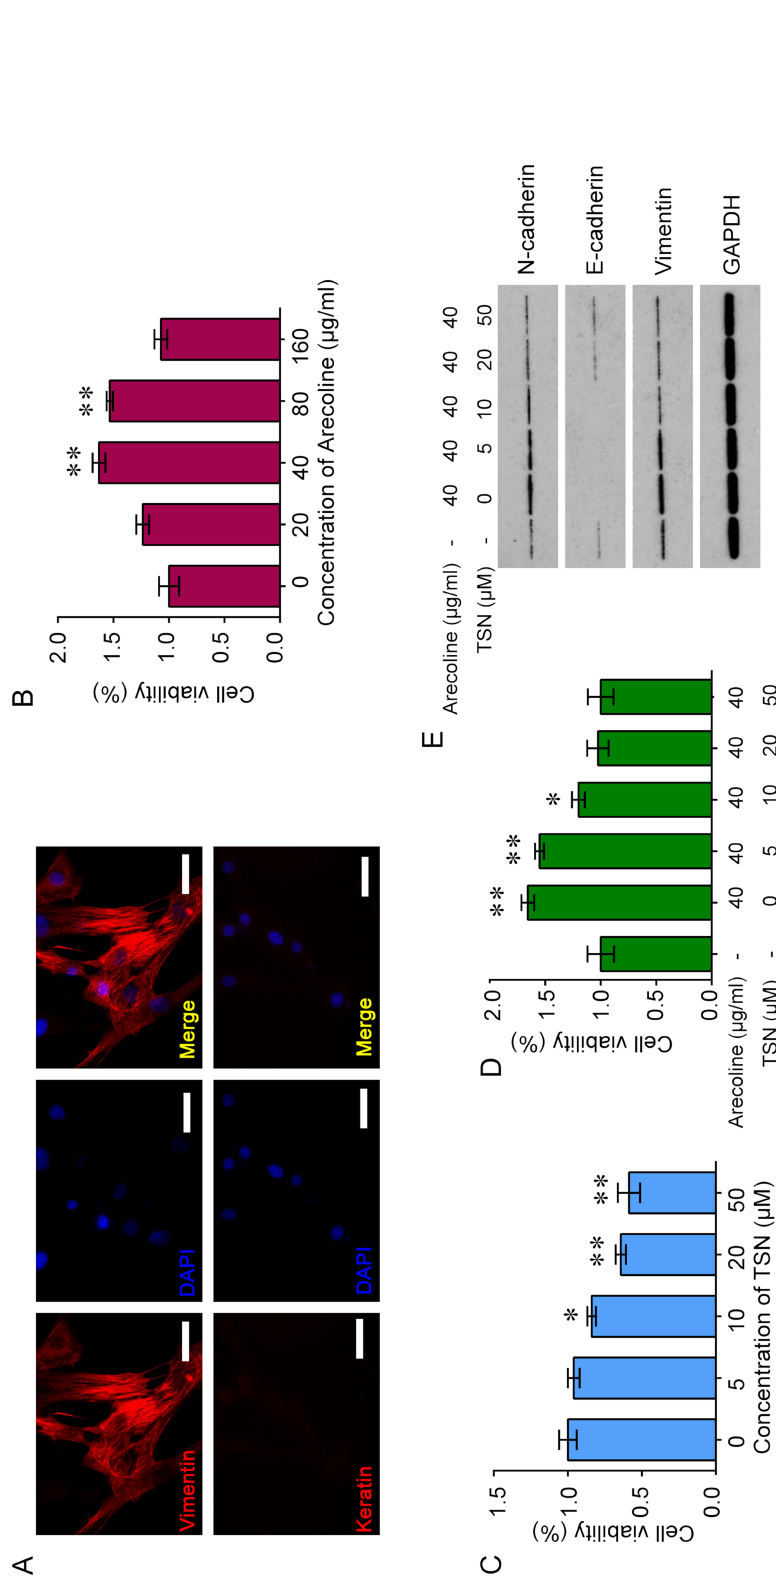 A
Vimentin
DAPI
Merge
Keratin
DAPI
Merge
B
Cell viability (%)
2.0
1.5
1.0
0.5
0.0
** **
0 20 40 80 160
Concentration of Arecoline (μg/ml)
C
Cell viability (%)
1.5
1.0
0.5
0.0
* ** **
0 5 10 20 50
Concentration of TSN (μM)
D
Cell viability (%)
2.0
1.5
1.0
0.5
0.0
** ** *
Arecoline (μg/ml) - 40 40 40 40 40
TSN (μM) - 0 5 10 20 50
E
Arecoline (μg/ml) - 40 40 40 40 40
TSN (μM) - 0 5 10 20 50
N-cadherin
E-cadherin
Vimentin
GAPDH